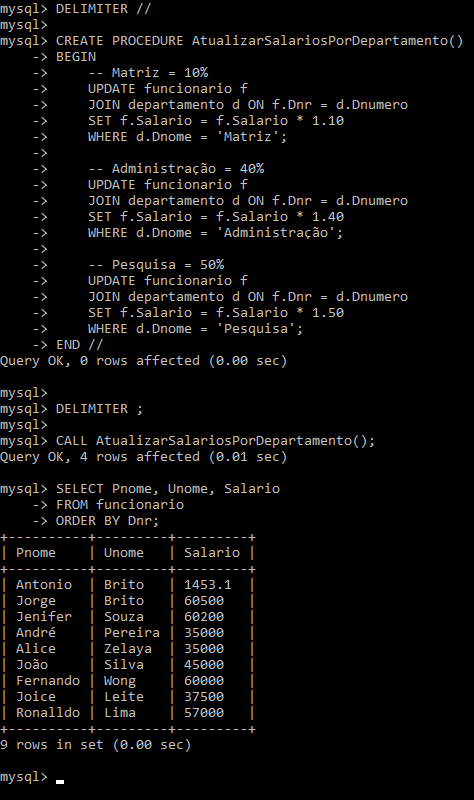 mysql> DELIMITER //
mysql>
mysql> CREATE PROCEDURE AtualizarSalariosPorDepartamento()
    -> BEGIN
    ->     -- Matriz = 10%
    ->     UPDATE funcionario f
    ->     JOIN departamento d ON f.Dnr = d.Dnumero
    ->     SET f.Salario = f.Salario * 1.10
    ->     WHERE d.Dnome = 'Matriz';
    ->
    ->     -- Administração = 40%
    ->     UPDATE funcionario f
    ->     JOIN departamento d ON f.Dnr = d.Dnumero
    ->     SET f.Salario = f.Salario * 1.40
    ->     WHERE d.Dnome = 'Administração';
    ->
    ->     -- Pesquisa = 50%
    ->     UPDATE funcionario f
    ->     JOIN departamento d ON f.Dnr = d.Dnumero
    ->     SET f.Salario = f.Salario * 1.50
    ->     WHERE d.Dnome = 'Pesquisa';
    -> END //
Query OK, 0 rows affected (0.00 sec)

mysql>
mysql> DELIMITER ;
mysql>
mysql> CALL AtualizarSalariosPorDepartamento();
Query OK, 4 rows affected (0.01 sec)

mysql> SELECT Pnome, Unome, Salario
    -> FROM funcionario
    -> ORDER BY Dnr;
+----------+---------+---------+
| Pnome    | Unome   | Salario |
+----------+---------+---------+
| Antonio  | Brito   | 1453.1  |
| Jorge    | Brito   | 60500   |
| Jenifer  | Souza   | 60200   |
| André    | Pereira | 35000   |
| Alice    | Zelaya  | 35000   |
| João     | Silva   | 45000   |
| Fernando | Wong    | 60000   |
| Joice    | Leite   | 37500   |
| Ronalldo | Lima    | 57000   |
+----------+---------+---------+
9 rows in set (0.00 sec)

mysql>